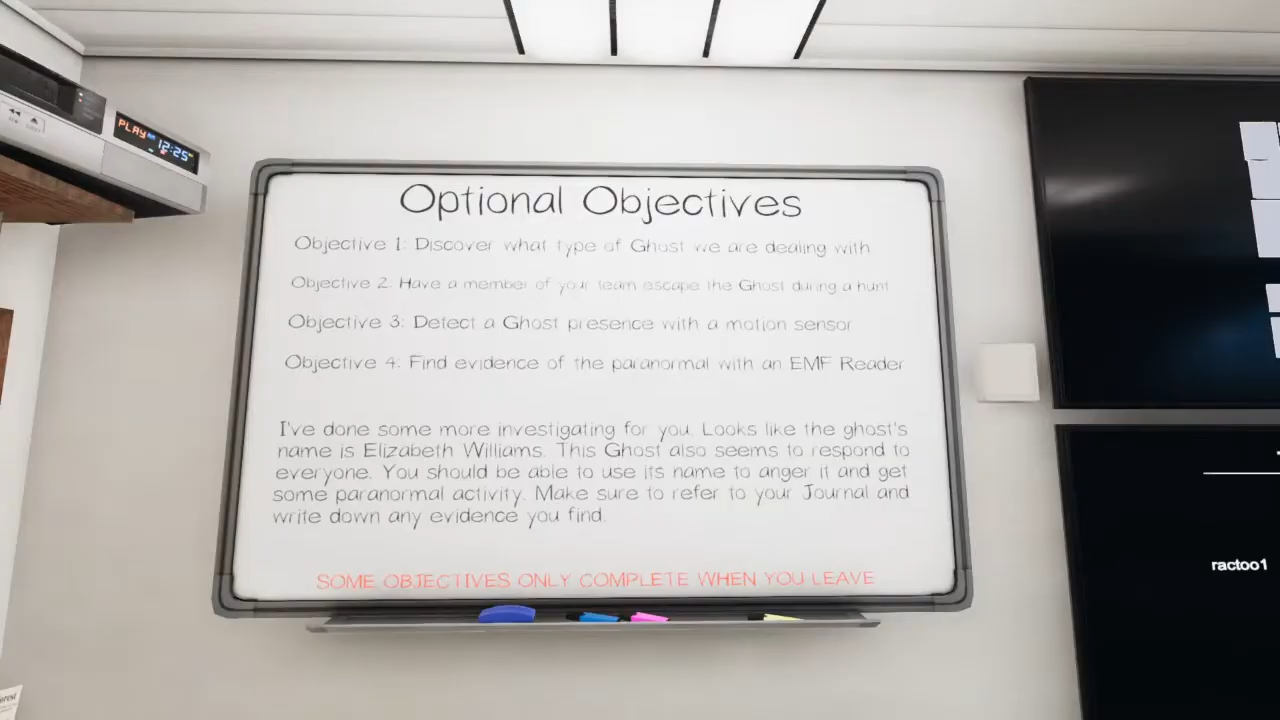 PLAY 12:25
Optional Objectives
Objective 1: Discover what type of Ghost we are dealing with
Objective 2: Have a member of your team escape the Ghost during a hunt
Objective 3: Detect a Ghost presence with a motion sensor
Objective 4: Find evidence of the paranormal with an EMF Reader
I've done some more investigating for you. Looks like the ghost's
name is Elizabeth Williams. This Ghost also seems to respond to
everyone. You should be able to use its name to anger it and get
some paranormal activity. Make sure to refer to your Journal and
write down any evidence you find.
SOME OBJECTIVES ONLY COMPLETE WHEN YOU LEAVE
ractoo1